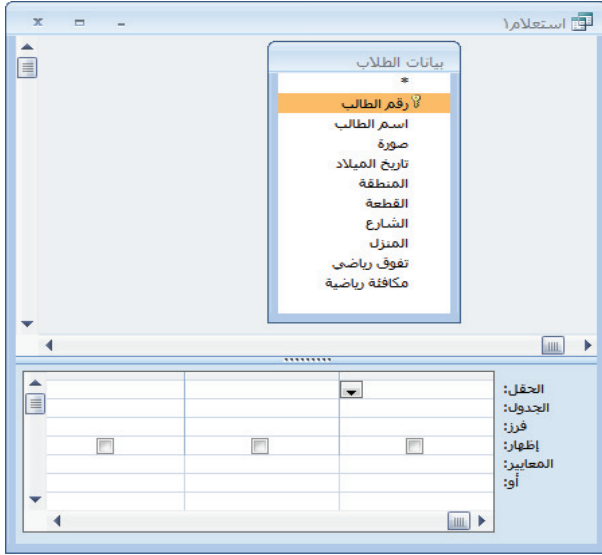 استعلام١
بيانات الطلاب
*
رقم الطالب
اسم الطالب
صورة
تاريخ الميلاد
المنطقة
القطعة
الشارع
المنزل
تفوق رياضي
مكافئة رياضية
الحقل:
الجدول:
فرز:
إظهار:
المعايير:
أو: